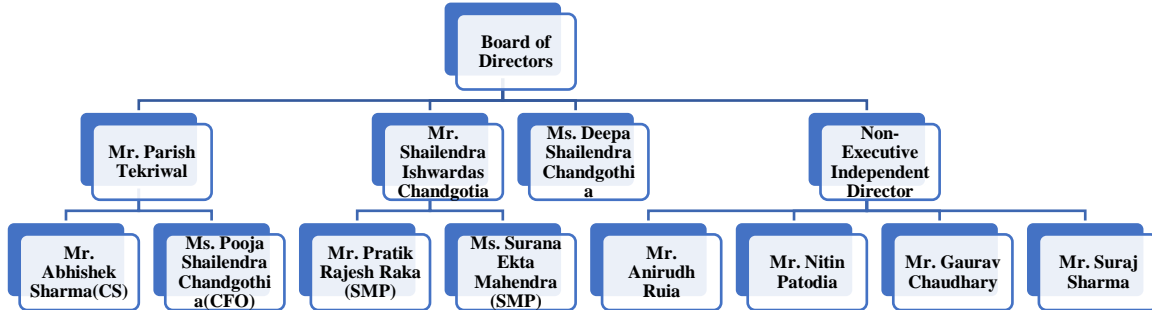 Board of
Directors
Mr. Parish
Tekriwal
Mr.
Shailendra
Ishwardas
Chandgotia
Ms. Deepa
Shailendra
Chandgothi
a
Non-
Executive
Independent
Director
Mr.
Abhishek
Sharma(CS)
Ms. Pooja
Shailendra
Chandgothi
a(CFO)
Mr. Pratik
Rajesh Raka
(SMP)
Ms. Surana
Ekta
Mahendra
(SMP)
Mr.
Anirudh
Ruia
Mr. Nitin
Patodia
Mr. Gaurav
Chaudhary
Mr. Suraj
Sharma